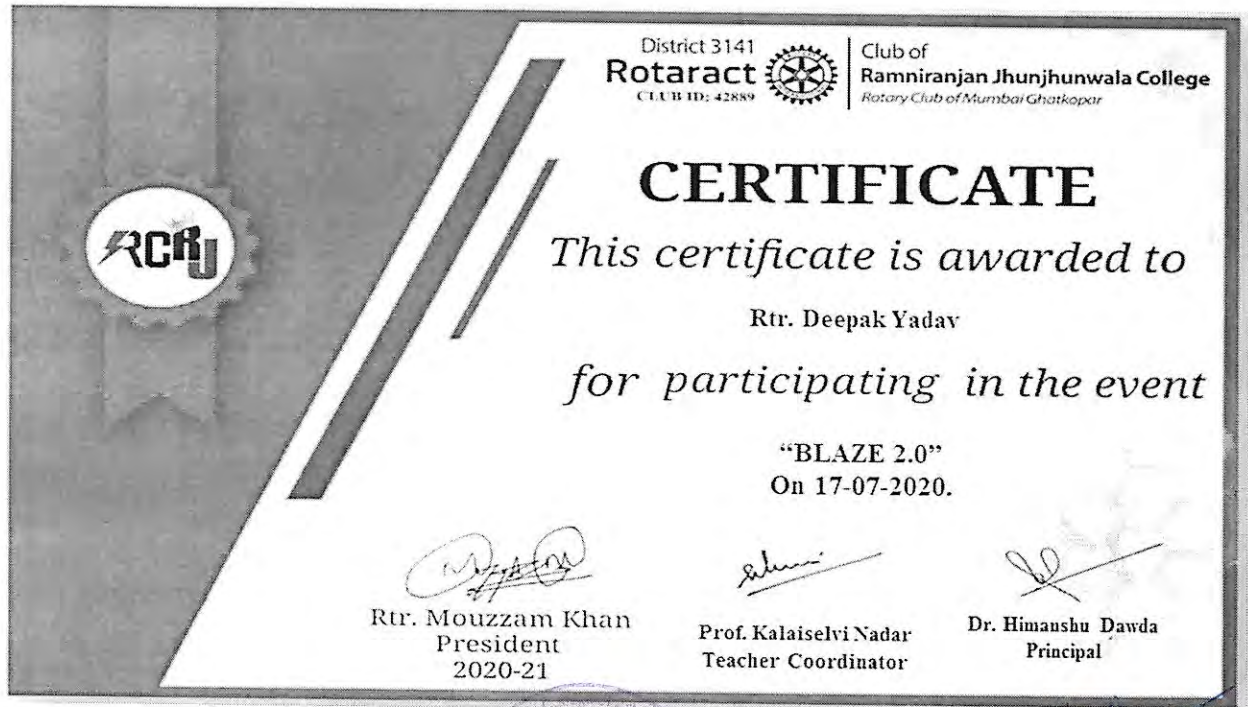 District 3141
Rotaract
CLUB ID: 42889
Club of
Ramniranjan Jhunjhunwala College
Rotary Club of Mumbai Ghatkopar
RCRJ
CERTIFICATE
This certificate is awarded to
Rtr. Deepak Yadav
for participating in the event
“BLAZE 2.0”
On 17-07-2020.
Rtr. Mouzzam Khan
President
2020-21
Prof. Kalaiselvi Nadar
Teacher Coordinator
Dr. Himanshu Dawda
Principal